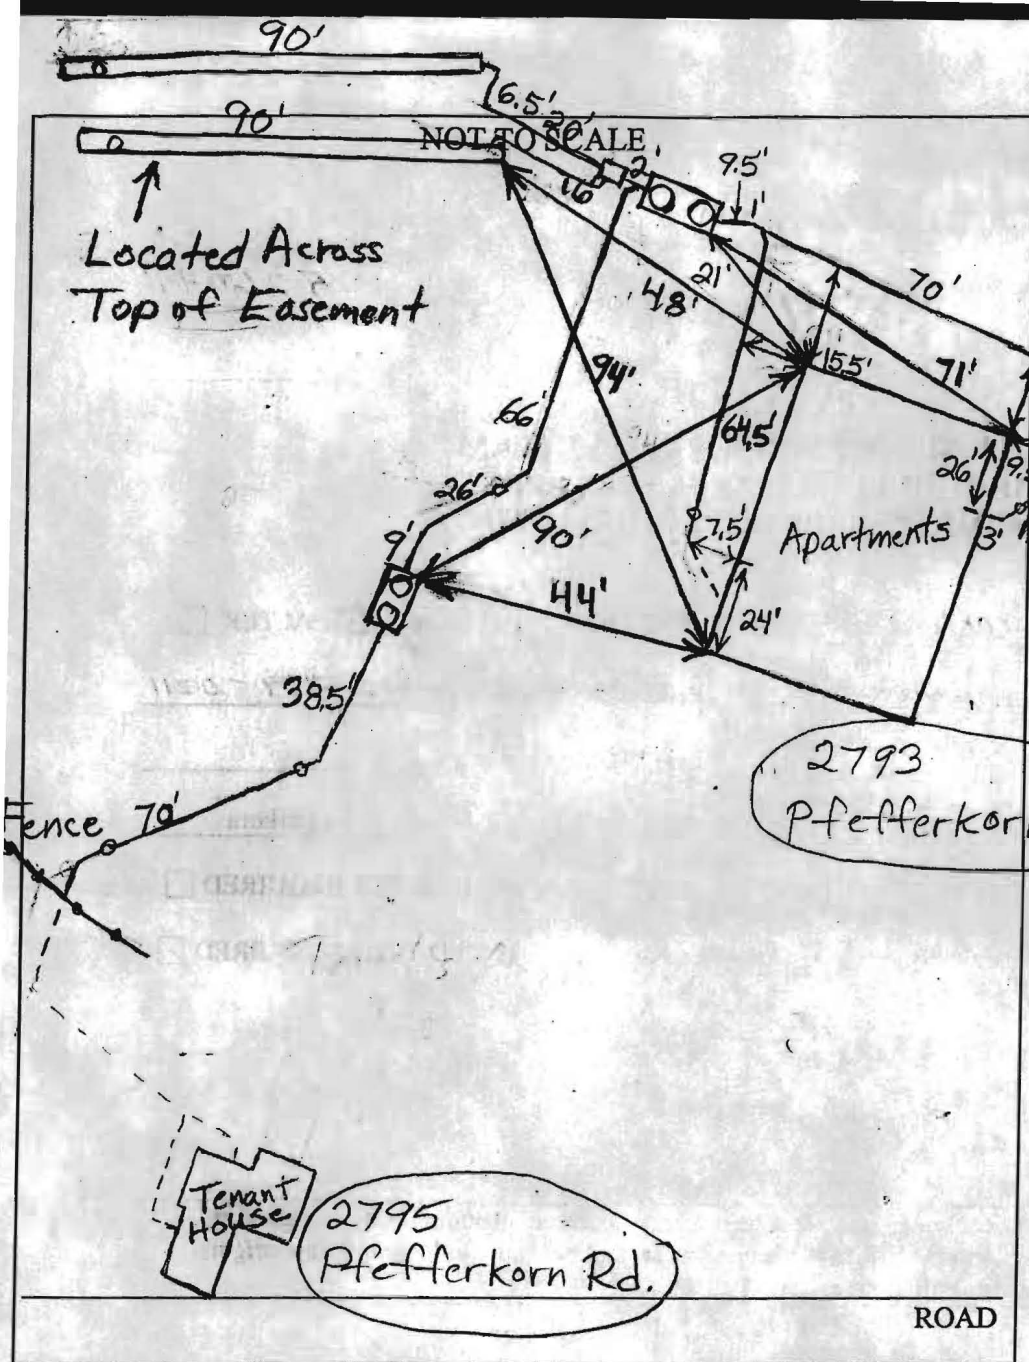 90'
90'
6.5'
20'
NOT TO SCALE
16'
2'
9.5'
1'
Located Across
Top of Easement
21'
48'
70'
94'
15.5'
71'
66'
64.5'
26'
26'
9'
90'
7.5'
Apartments
3'
44'
24'
38.5'
2793
Pfefferkor
Fence
70'
Tenant
House
2795
Pfefferkorn Rd.
ROAD